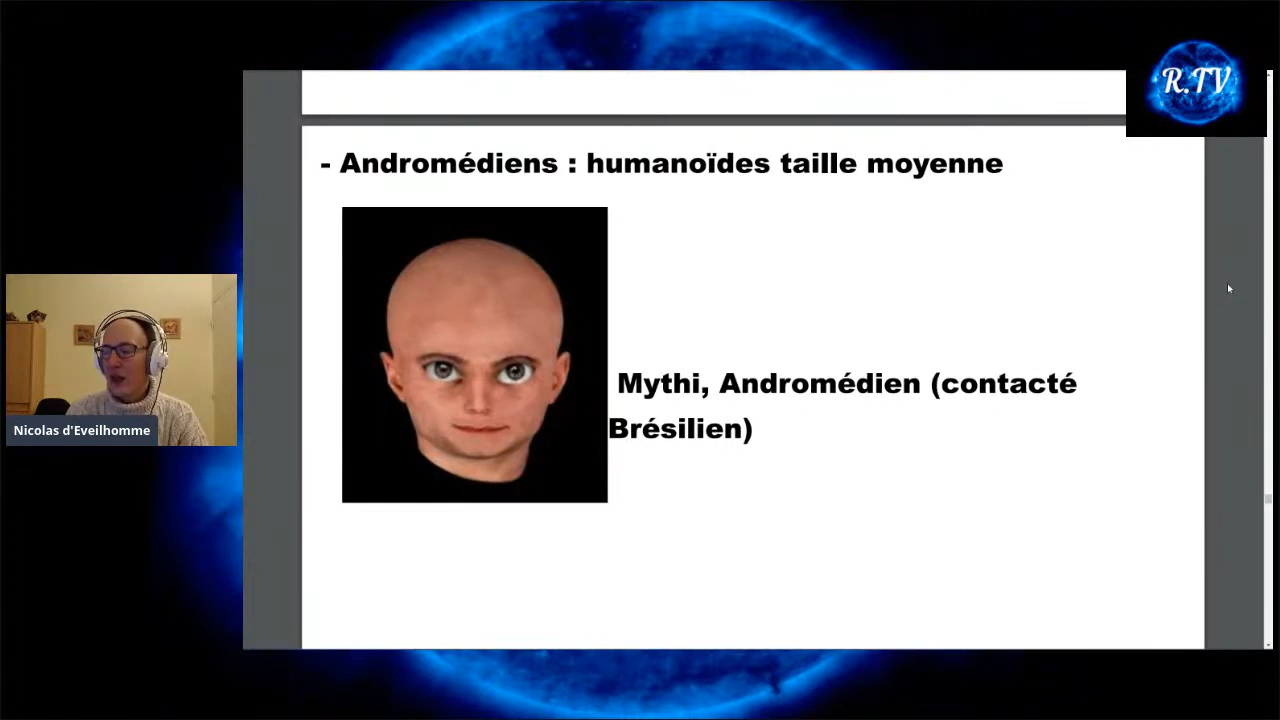 R.TV
- Andromédiens : humanoïdes taille moyenne
Mythi, Andromédien (contacté
Brésilien)
Nicolas d'Eveilhomme